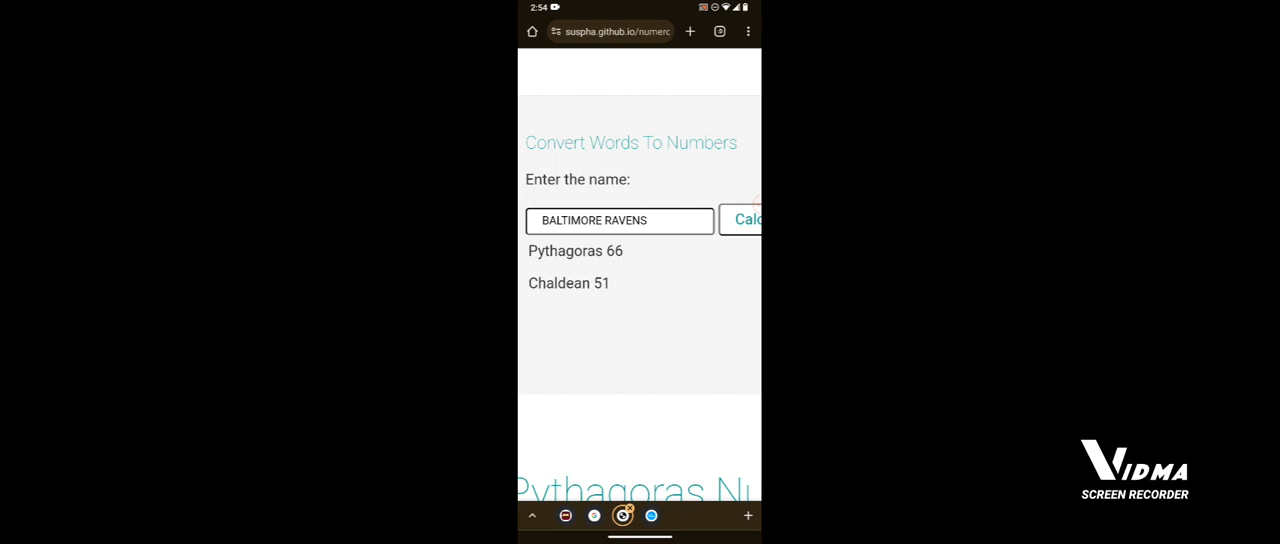 2:54
suspha.github.io/numerc
Convert Words To Numbers
Enter the name:
BALTIMORE RAVENS
Calc
Pythagoras 66
Chaldean 51
Pythagoras Nu
VIDMA
SCREEN RECORDER